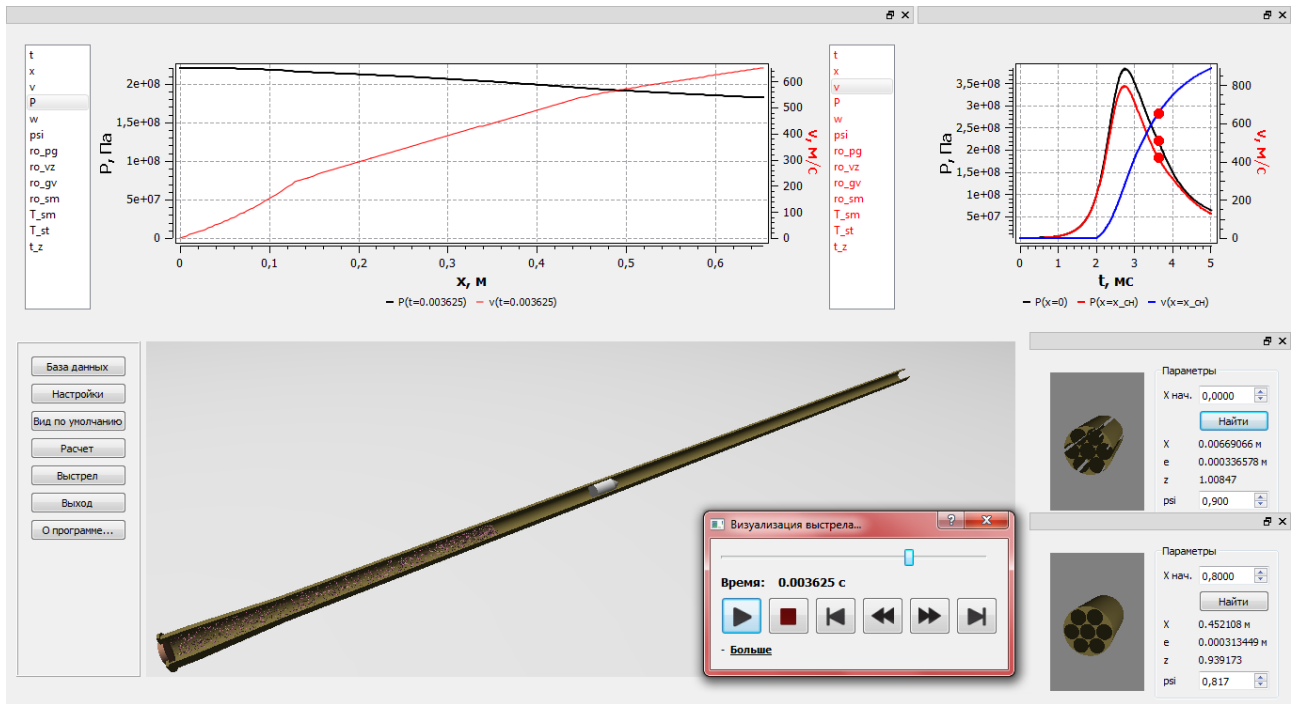 t
x
v
P
w
psi
ro_pg
ro_vz
ro_gv
ro_sm
T_sm
T_st
t_z
P, Па
2e+08
1,5e+08
1e+08
5e+07
0
0
0,1
0,2
0,3
0,4
0,5
0,6
x, м
600
500
400
300
200
100
0
v, м/с
P(t=0.003625) v(t=0.003625)
t
x
v
P
w
psi
ro_pg
ro_vz
ro_gv
ro_sm
T_sm
T_st
t_z
P, Па
3,5e+08
3e+08
2,5e+08
2e+08
1,5e+08
1e+08
5e+07
0 1 2 3 4 5
t, мс
800
600
400
200
0
v, м/с
P(x=0) P(x=x_сн) v(x=x_сн)
База данных
Настройки
Вид по умолчанию
Расчет
Выстрел
Выход
О программе...
Визуализация выстрела...
Время: 0.003625 с
- Больше
Параметры
X нач. 0,0000
Найти
X 0.00669066 м
e 0.000336578 м
z 1.00847
psi 0,900
Параметры
X нач. 0,8000
Найти
X 0.452108 м
e 0.000313449 м
z 0.939173
psi 0,817